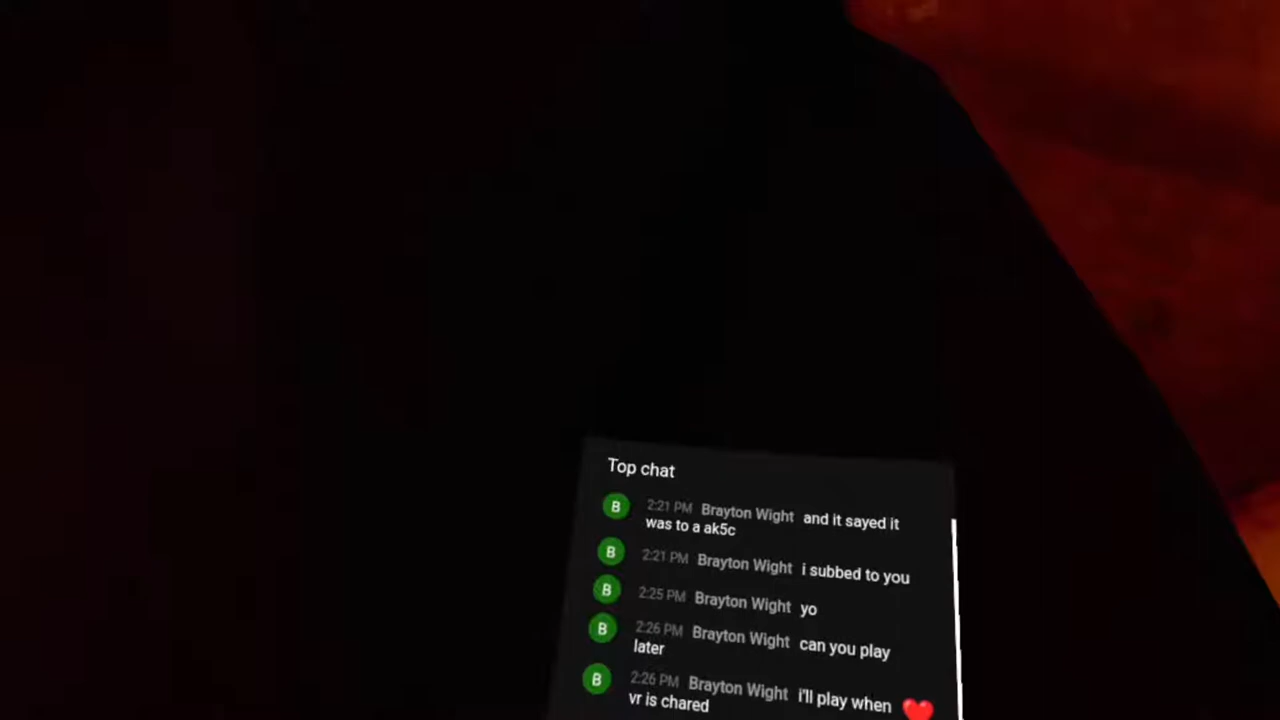 Top chat
B 2:21 PM Brayton Wight and it sayed it
was to a ak5c
B 2:21 PM Brayton Wight i subbed to you
B 2:25 PM Brayton Wight yo
B 2:26 PM Brayton Wight can you play
later
B 2:26 PM Brayton Wight i'll play when
vr is chared